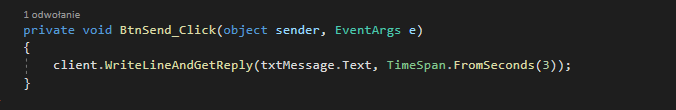 1 odwołanie
private void BtnSend_Click(object sender, EventArgs e)
{
client.WriteLineAndGetReply(txtMessage.Text, TimeSpan.FromSeconds(3));
}